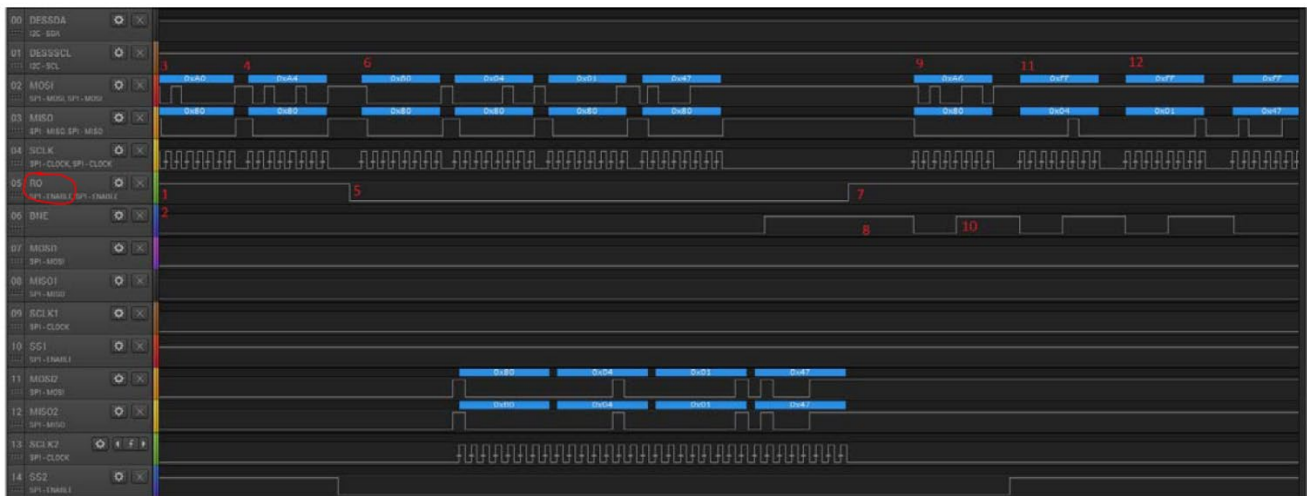 00 DESSDA
I2C - SDA
01 DESSSCL
I2C - SCL
3 4 6 9 11 12
02 MOSI
SPI - MOSI, SPI - MOSI
0xA0 0xA4 0x80 0x04 0x01 0x47 0xA6 0xFF 0xFF 0xFF
03 MISO
SPI - MISO, SPI - MISO
0x80 0x80 0x80 0x80 0x80 0x80 0x80 0x04 0x01 0x47
04 SCLK
SPI - CLOCK, SPI - CLOCK
05 RO
SPI - ENABLE, SPI - ENABLE
1 5 7
06 BNE
2 8 10
07 MOSI1
SPI - MOSI
08 MISO1
SPI - MISO
09 SCLK1
SPI - CLOCK
10 SS1
SPI - ENABLE
11 MOSI2
SPI - MOSI
0x80 0x04 0x01 0x47
12 MISO2
SPI - MISO
0x80 0x04 0x01 0x47
13 SCLK2
SPI - CLOCK
14 SS2
SPI - ENABLE